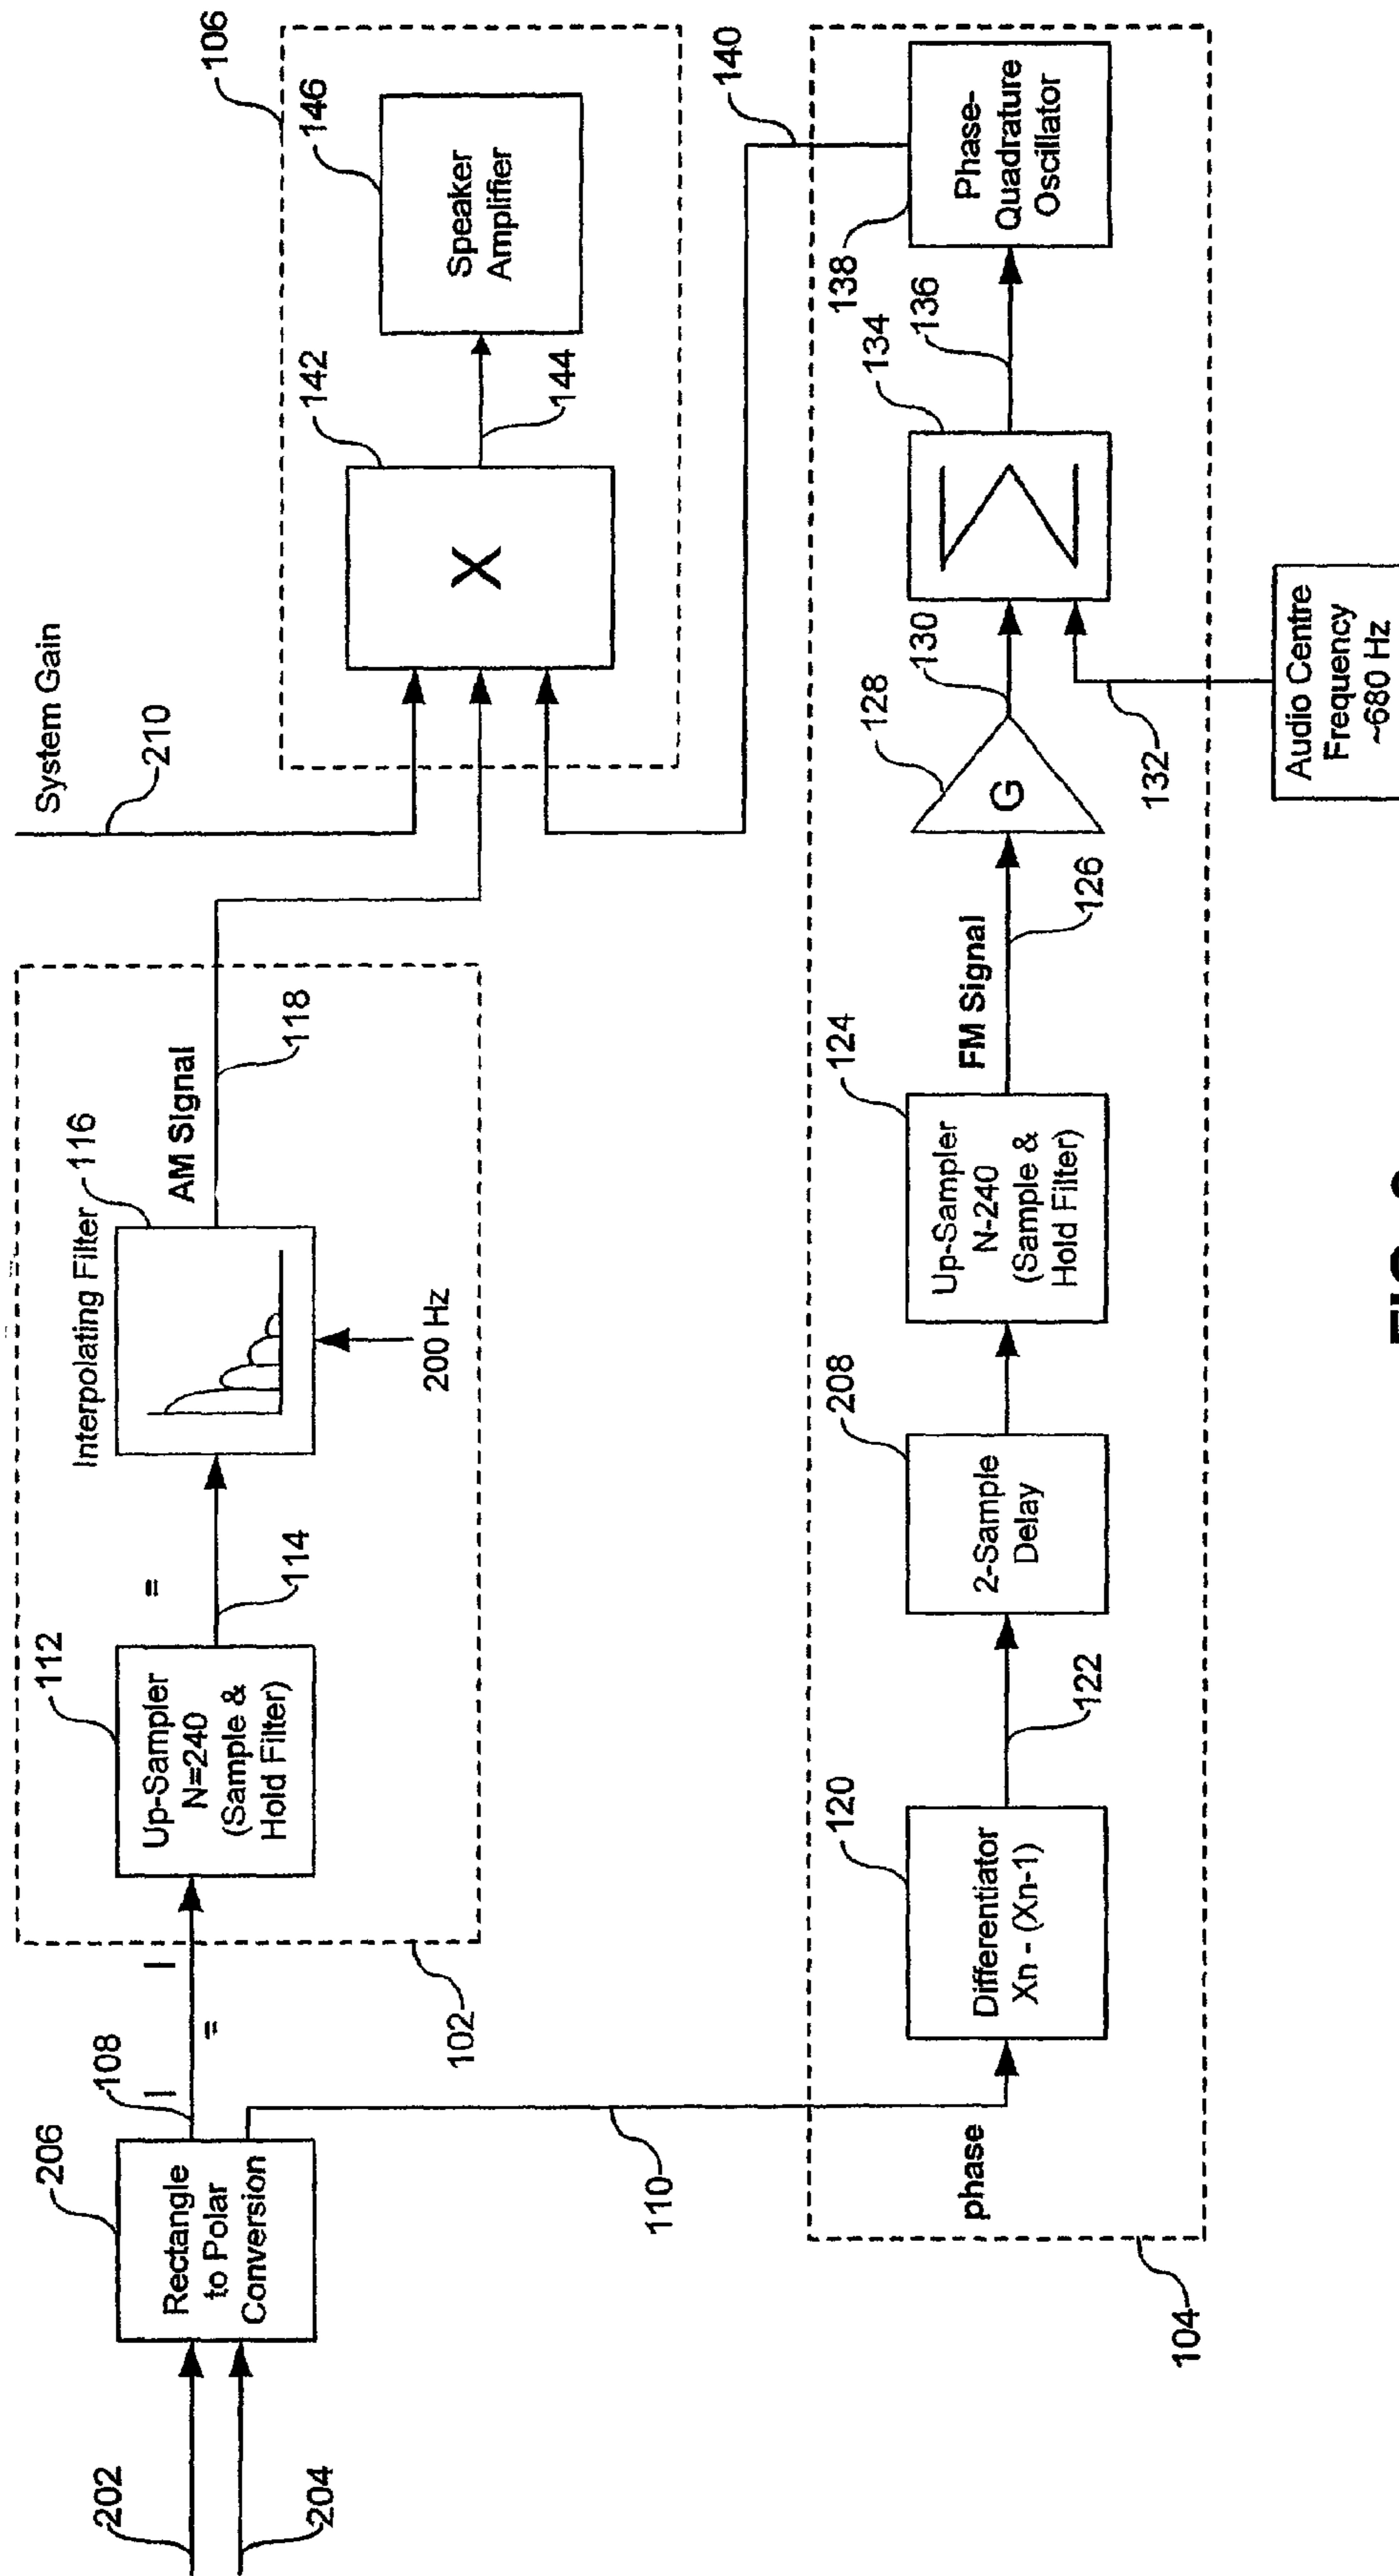 202
204
206
Rectangle
to Polar
Conversion
108
| | =
110
102
112
Up-Sampler
N=240
(Sample &
Hold Filter)
=
114
Interpolating Filter
116
200 Hz
AM Signal
118
System Gain
210
106
142
X
144
146
Speaker
Amplifier
140
104
phase
120
Differentiator
Xn - (Xn-1)
122
208
2-Sample
Delay
124
Up-Sampler
N-240
(Sample &
Hold Filter)
FM Signal
126
128
G
130
132
134
Σ
136
138
Phase-
Quadrature
Oscillator
Audio Centre
Frequency
~680 Hz